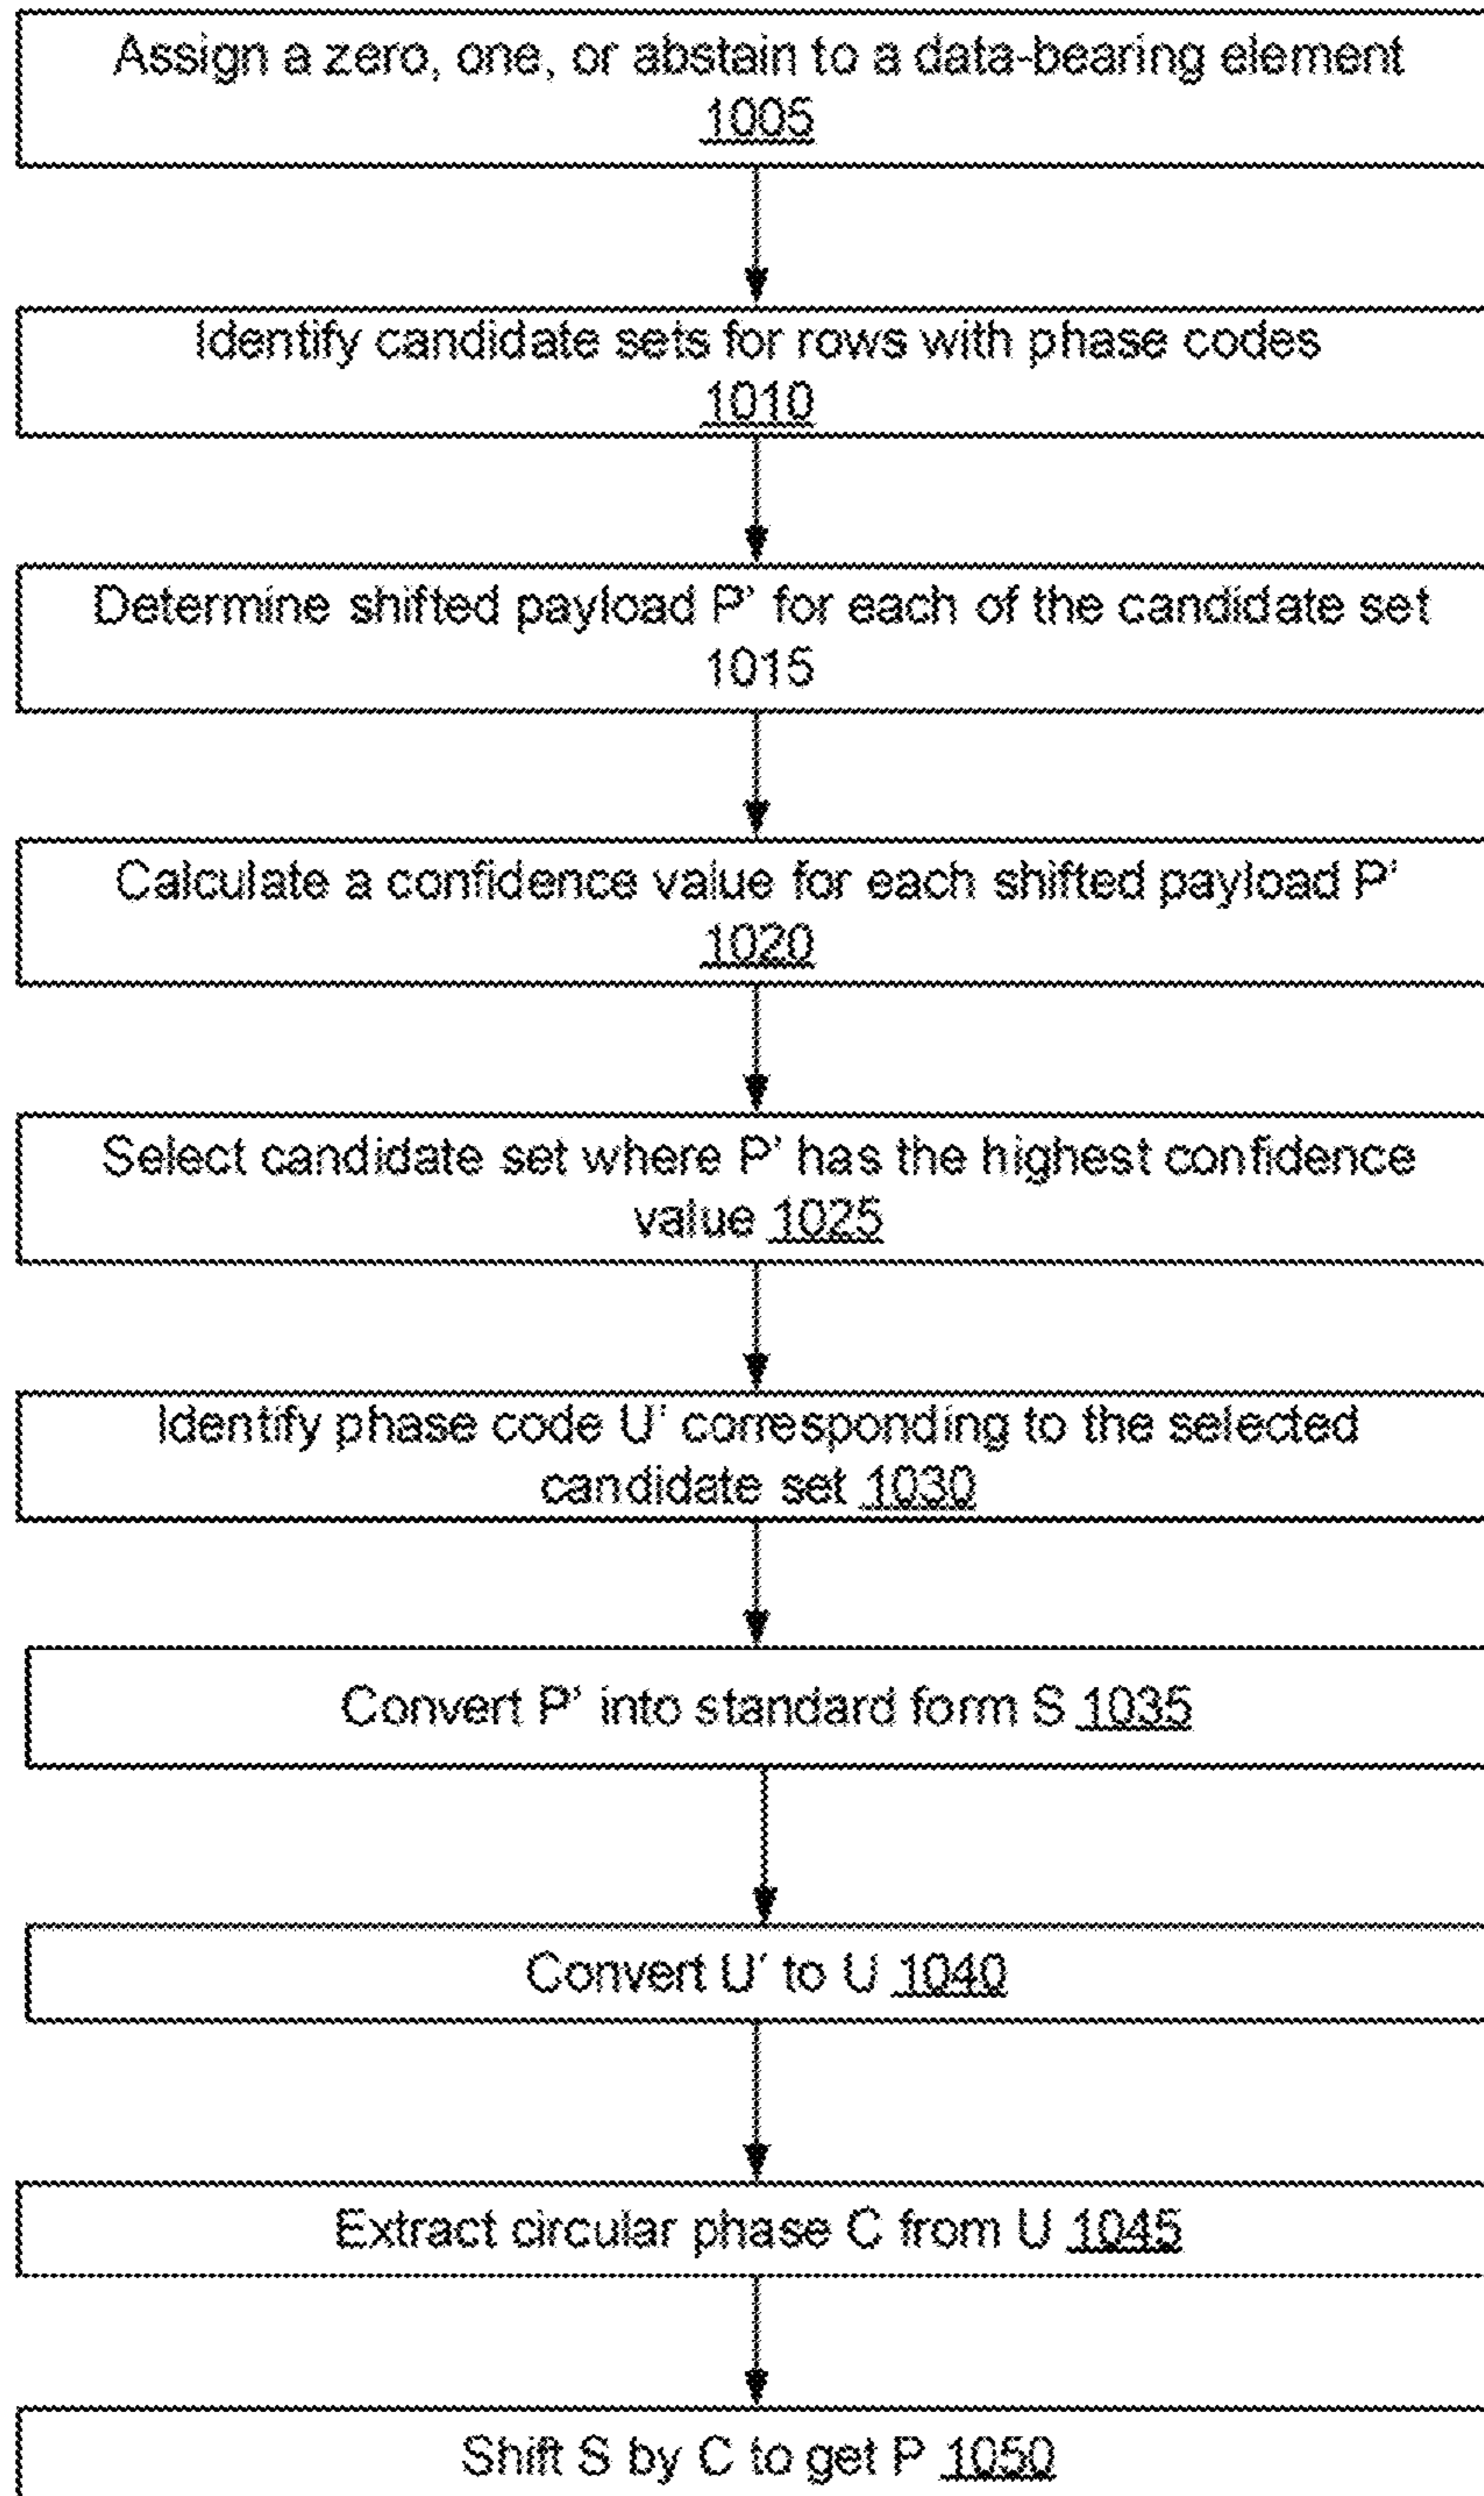 Assign a zero, one, or abstain to a data-bearing element
1005
Identify candidate sets for rows with phase codes
1010
Determine shifted payload P' for each of the candidate set
1015
Calculate a confidence value for each shifted payload P'
1020
Select candidate set where P' has the highest confidence
value 1025
Identify phase code U' corresponding to the selected
candidate set 1030
Convert P' into standard form S 1035
Convert U' to U 1040
Extract circular phase C from U 1045
Shift S by C to get P 1050